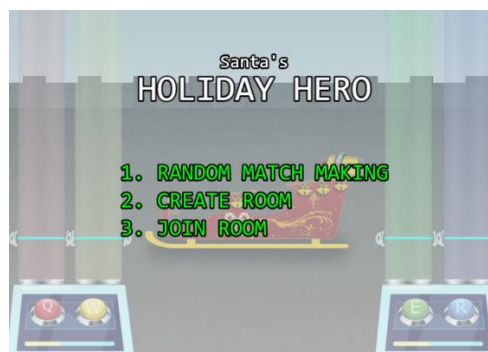 Santa's
HOLIDAY HERO
1. RANDOM MATCH MAKING
2. CREATE ROOM
3. JOIN ROOM
Q W E R